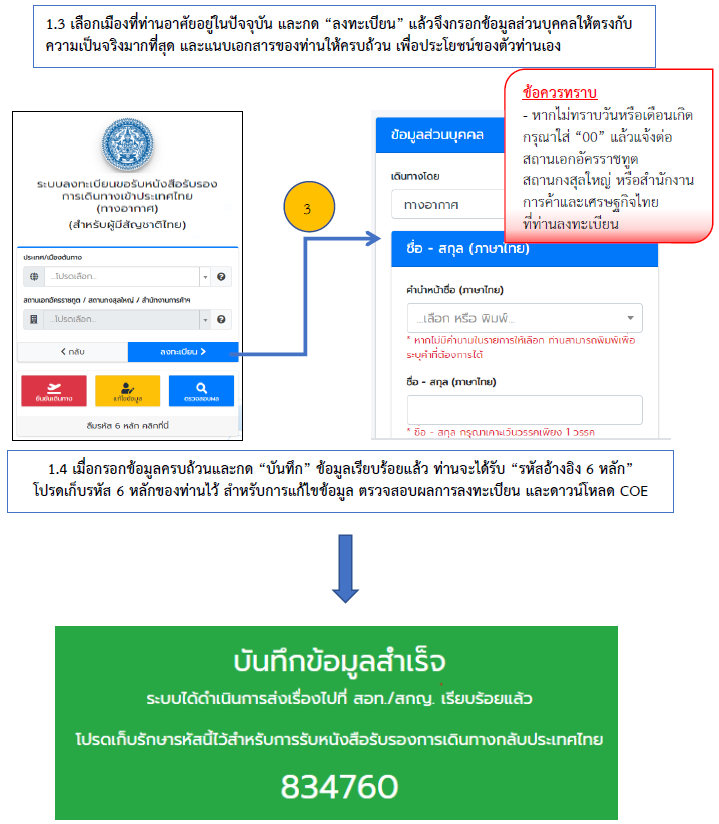 1.3 เลือกเมืองที่ท่านอาศัยอยู่ในปัจจุบัน และกด “ลงทะเบียน” แล้วจึงกรอกข้อมูลส่วนบุคคลให้ตรงกับ
ความเป็นจริงมากที่สุด และแนบเอกสารของท่านให้ครบถ้วน เพื่อประโยชน์ของตัวท่านเอง
ข้อควรทราบ
- หากไม่ทราบวันหรือเดือนเกิด
กรุณาใส่ “00” แล้วแจ้งต่อ
สถานเอกอัครราชทูต
สถานกงสุลใหญ่ หรือสำนักงาน
การค้าและเศรษฐกิจไทย
ที่ท่านลงทะเบียน
ระบบลงทะเบียนขอรับหนังสือรับรอง
การเดินทางเข้าประเทศไทย
(ทางอากาศ)
(สำหรับผู้มีสัญชาติไทย)
ประเทศ/เมืองต้นทาง
...โปรดเลือก...
สถานเอกอัครราชทูต / สถานกงสุลใหญ่ / สำนักงานการค้าฯ
...โปรดเลือก...
กลับ
ลงทะเบียน
ยืนยันเดินทาง
แก้ไขข้อมูล
ตรวจสอบผล
ลืมรหัส 6 หลัก คลิกที่นี่
3
ข้อมูลส่วนบุคคล
เดินทางโดย
ทางอากาศ
ชื่อ - สกุล (ภาษาไทย)
คำนำหน้าชื่อ (ภาษาไทย)
...เลือก หรือ พิมพ์...
* หากไม่มีคำนามในรายการให้เลือก ท่านสามารถพิมพ์เพื่อ
ระบุคำที่ต้องการได้
ชื่อ - สกุล (ภาษาไทย)
* ชื่อ - สกุล กรุณาเคาะเว้นวรรคเพียง 1 วรรค
1.4 เมื่อกรอกข้อมูลครบถ้วนและกด “บันทึก” ข้อมูลเรียบร้อยแล้ว ท่านจะได้รับ “รหัสอ้างอิง 6 หลัก”
โปรดเก็บรหัส 6 หลักของท่านไว้ สำหรับการแก้ไขข้อมูล ตรวจสอบผลการลงทะเบียน และดาวน์โหลด COE
บันทึกข้อมูลสำเร็จ
ระบบได้ดำเนินการส่งเรื่องไปที่ สอท./สกญ. เรียบร้อยแล้ว
โปรดเก็บรักษารหัสนี้ไว้สำหรับการรับหนังสือรับรองการเดินทางกลับประเทศไทย
834760